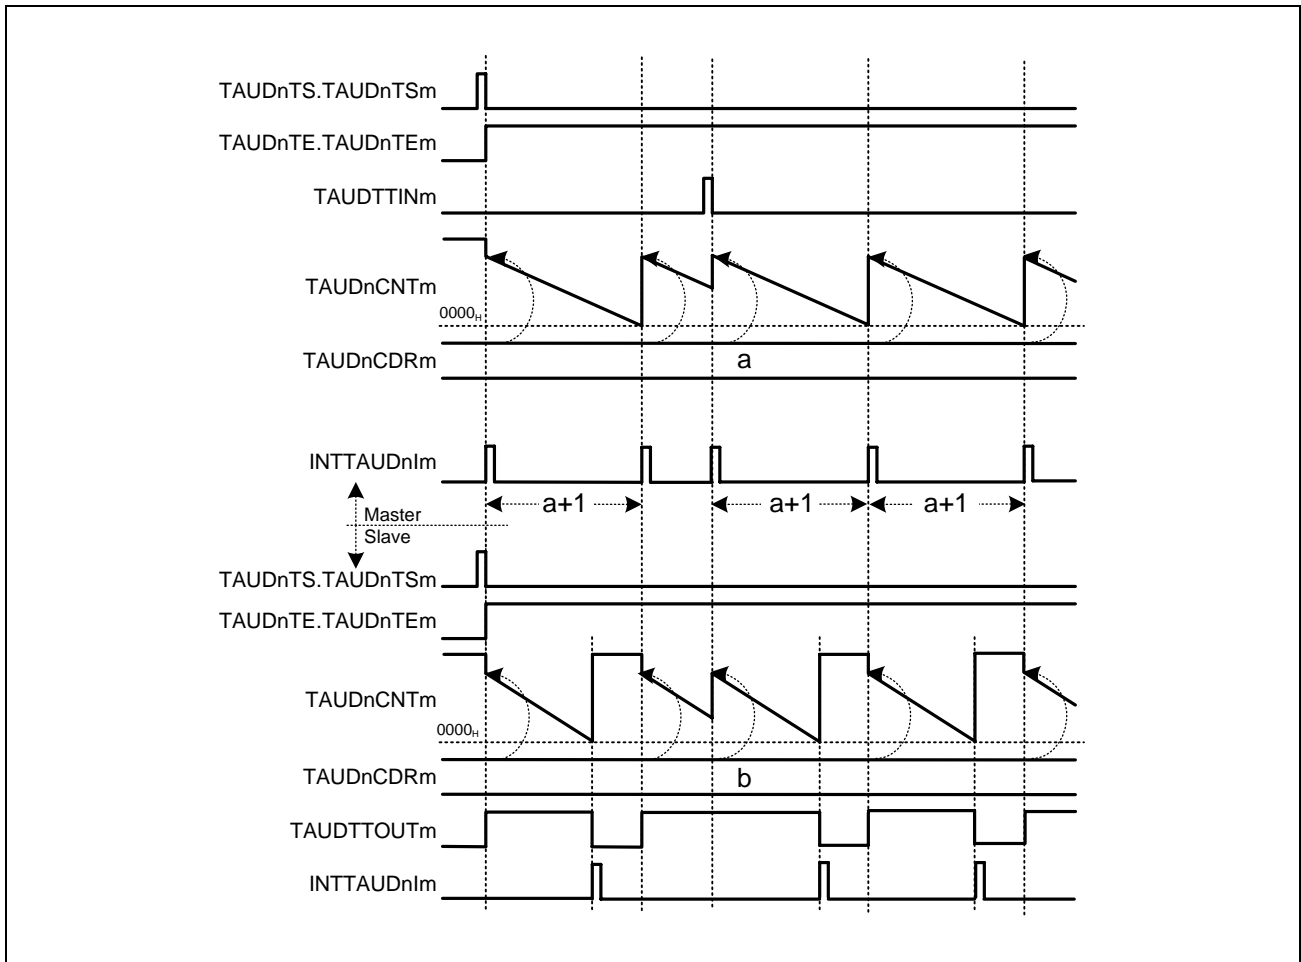 TAUDnTS.TAUDnTSm
TAUDnTE.TAUDnTEm
TAUDTTINm
TAUDnCNTm
0000H
TAUDnCDRm
a
INTTAUDnIm
a+1 a+1 a+1
Master
Slave
TAUDnTS.TAUDnTSm
TAUDnTE.TAUDnTEm
TAUDnCNTm
0000H
TAUDnCDRm
b
TAUDTTOUTm
INTTAUDnIm